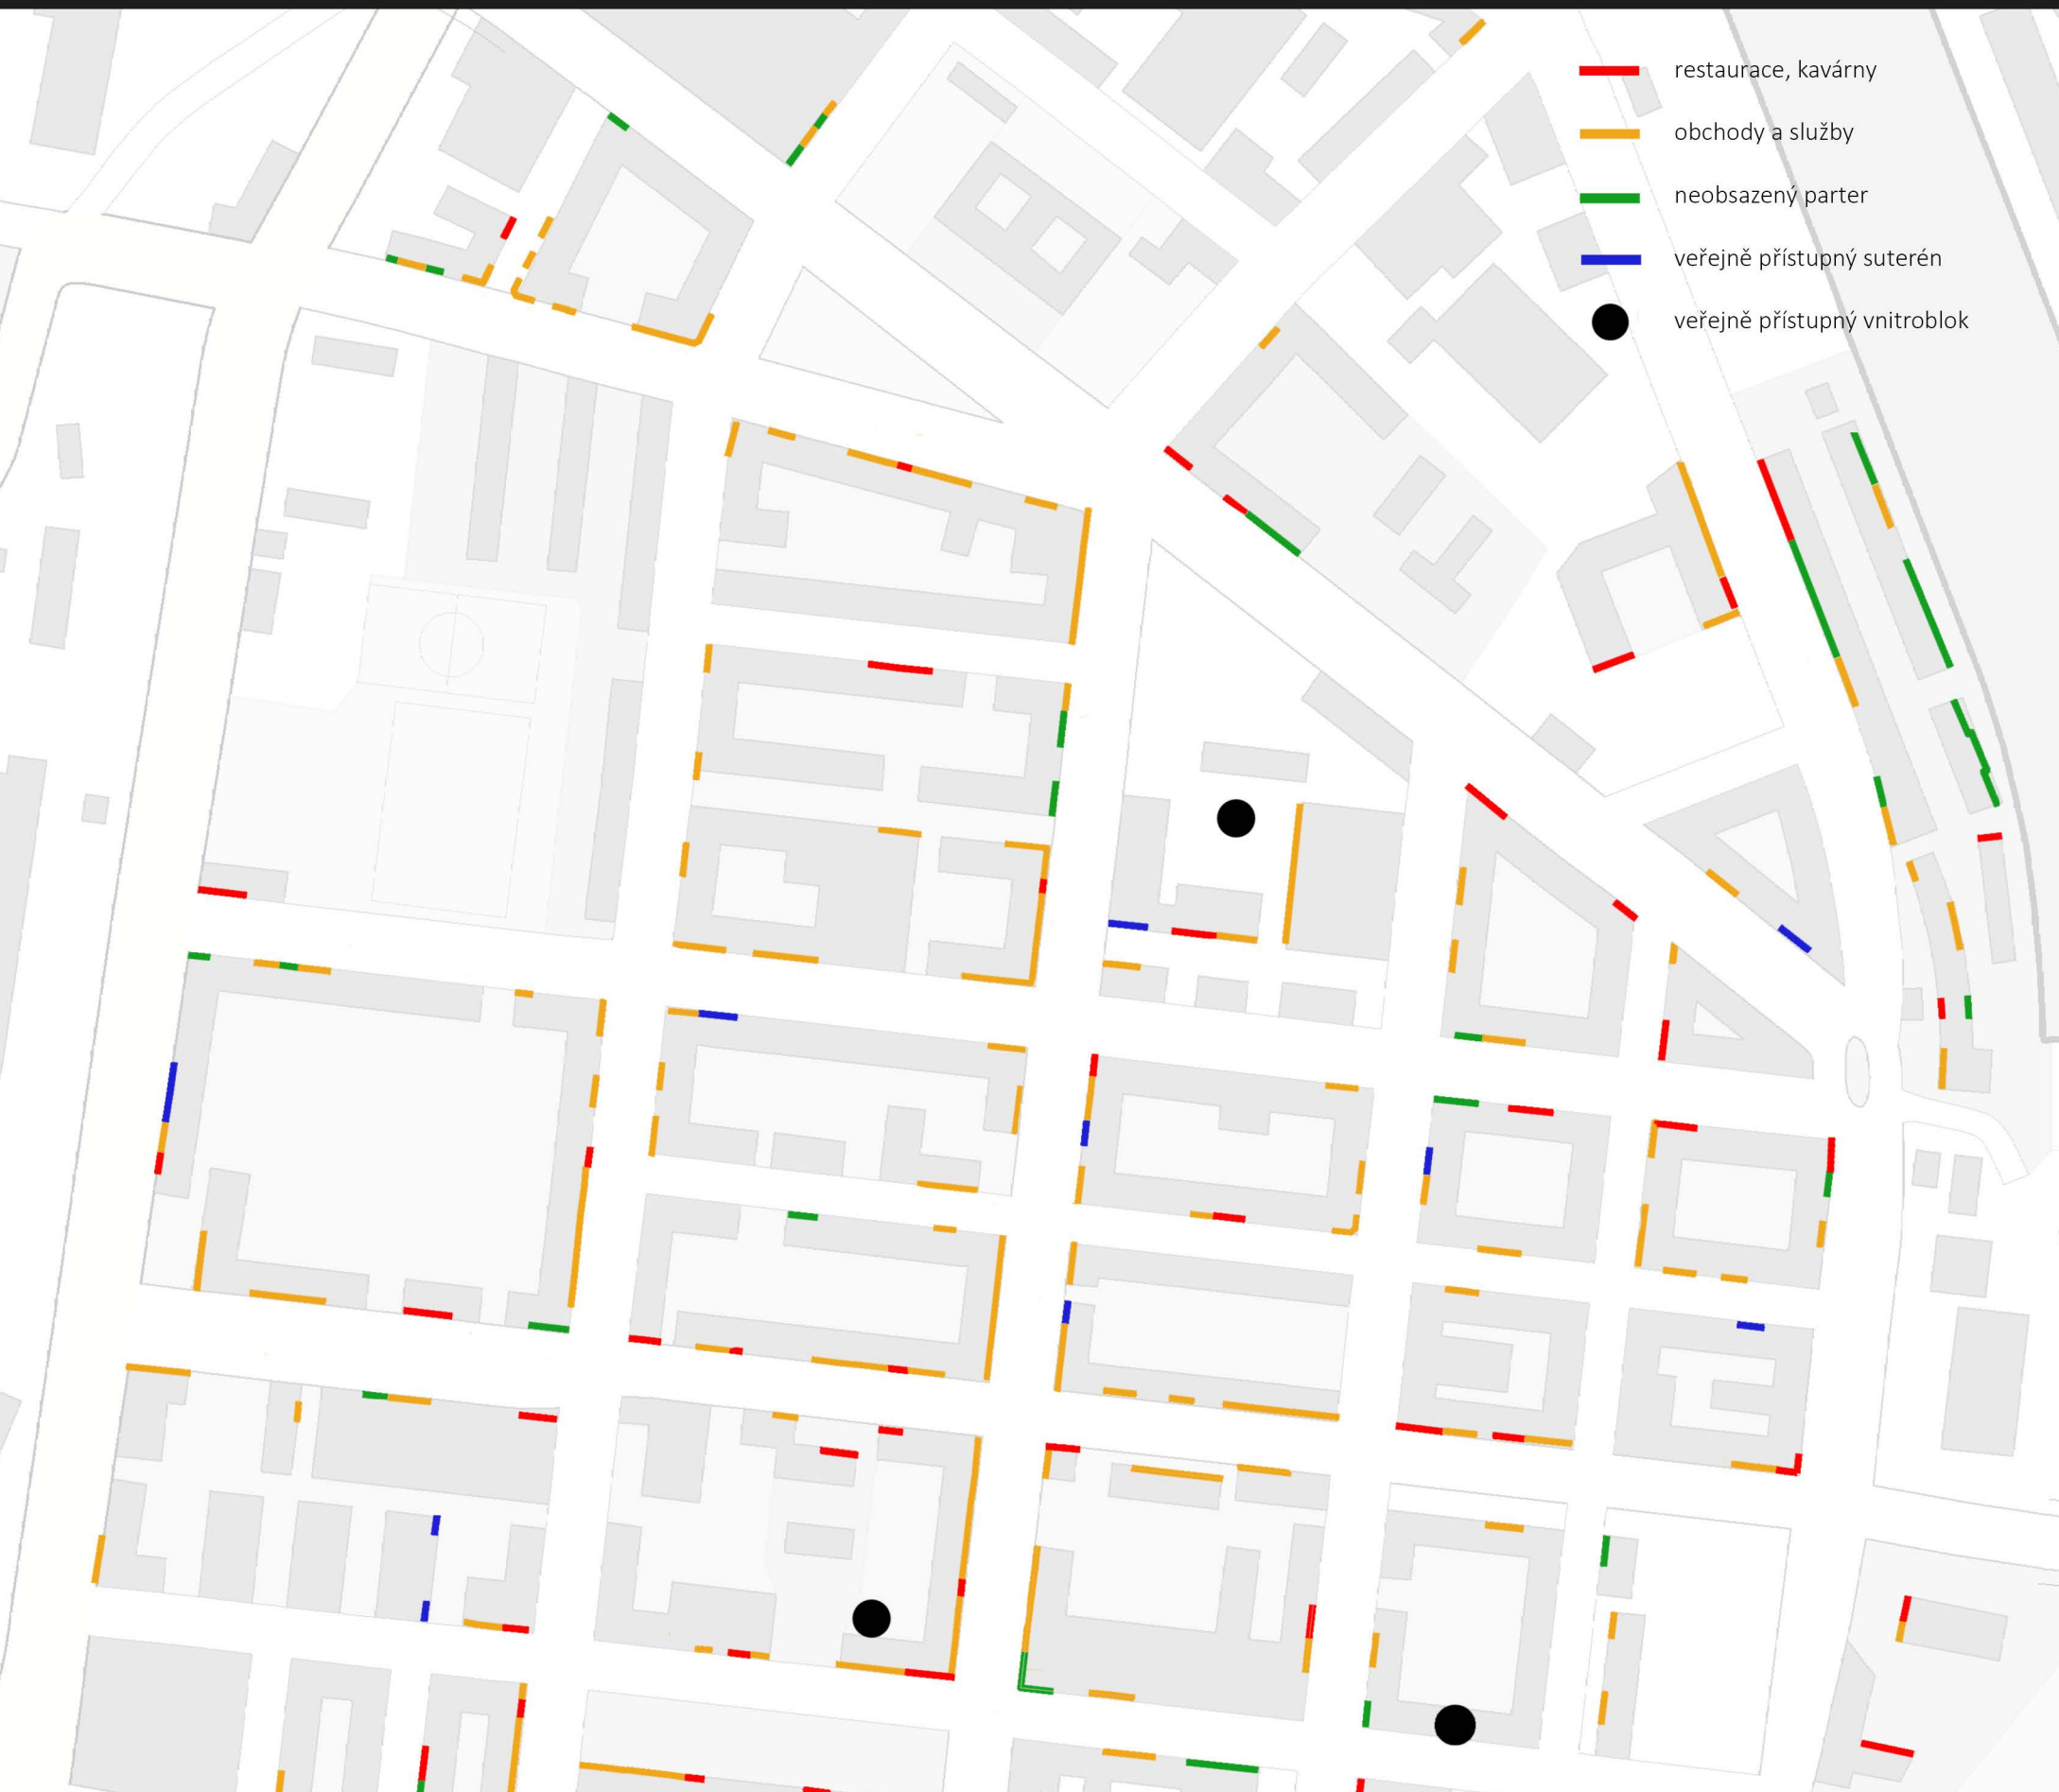 restaurace, kavárny
obchody a služby
neobsazený parter
veřejně přístupný suterén
veřejně přístupný vnitroblok